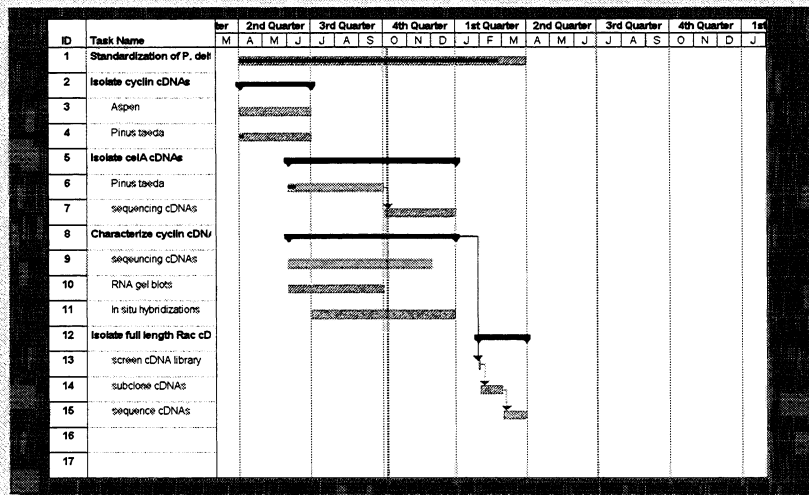 ter 2nd Quarter 3rd Quarter 4th Quarter 1st Quarter 2nd Quarter 3rd Quarter 4th Quarter 1st
ID Task Name M A M J J A S O N D J F M A M J J A S O N D J
1 Standardization of P. delt
2 Isolate cyclin cDNAs
3 Aspen
4 Pinus taeda
5 Isolate celA cDNAs
6 Pinus taeda
7 sequencing cDNAs
8 Characterize cyclin cDN
9 seqeuncing cDNAs
10 RNA gel blots
11 In situ hybridizations
12 Isolate full length Rac cD
13 screen cDNA library
14 subclone cDNAs
15 sequence cDNAs
16
17